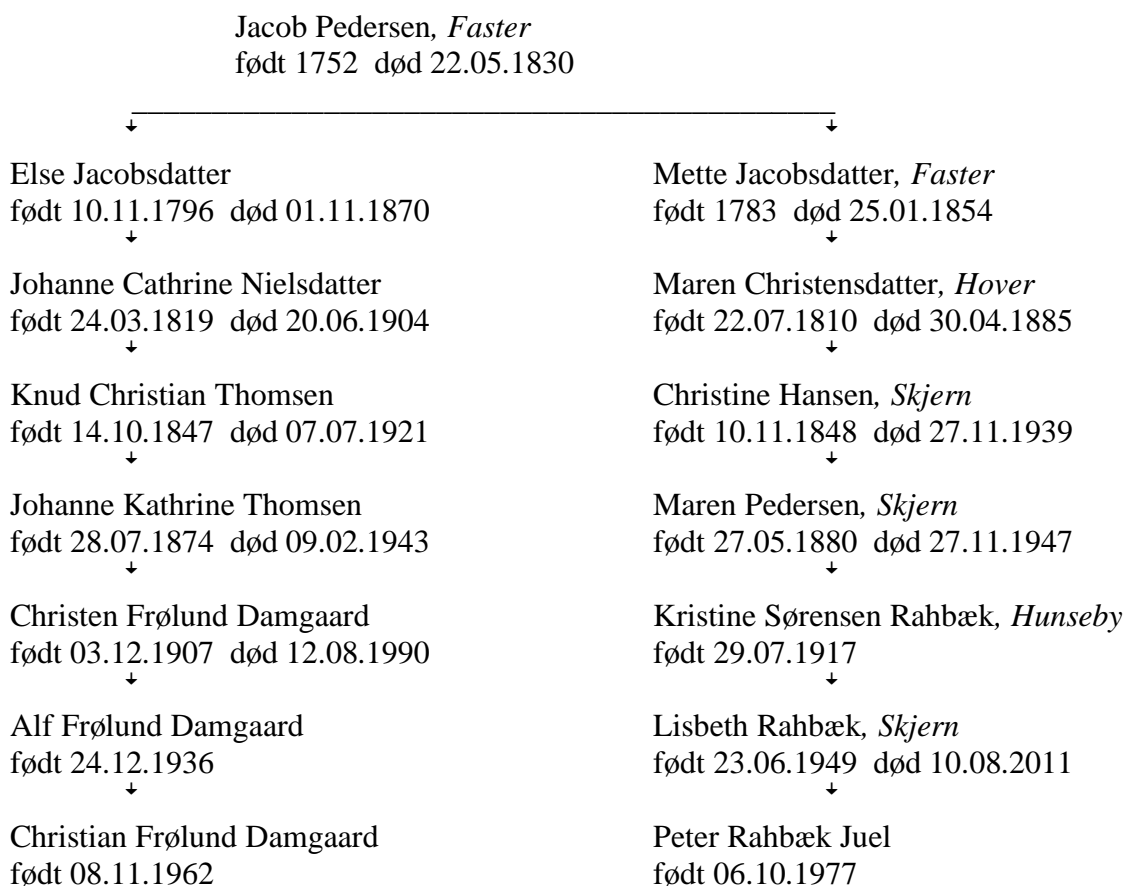 Jacob Pedersen, Faster
født 1752 død 22.05.1830
Else Jacobsdatter
født 10.11.1796 død 01.11.1870
Johanne Cathrine Nielsdatter
født 24.03.1819 død 20.06.1904
Knud Christian Thomsen
født 14.10.1847 død 07.07.1921
Johanne Kathrine Thomsen
født 28.07.1874 død 09.02.1943
Christen Frølund Damgaard
født 03.12.1907 død 12.08.1990
Alf Frølund Damgaard
født 24.12.1936
Christian Frølund Damgaard
født 08.11.1962
Mette Jacobsdatter, Faster
født 1783 død 25.01.1854
Maren Christensdatter, Hover
født 22.07.1810 død 30.04.1885
Christine Hansen, Skjern
født 10.11.1848 død 27.11.1939
Maren Pedersen, Skjern
født 27.05.1880 død 27.11.1947
Kristine Sørensen Rahbæk, Hunseby
født 29.07.1917
Lisbeth Rahbæk, Skjern
født 23.06.1949 død 10.08.2011
Peter Rahbæk Juel
født 06.10.1977